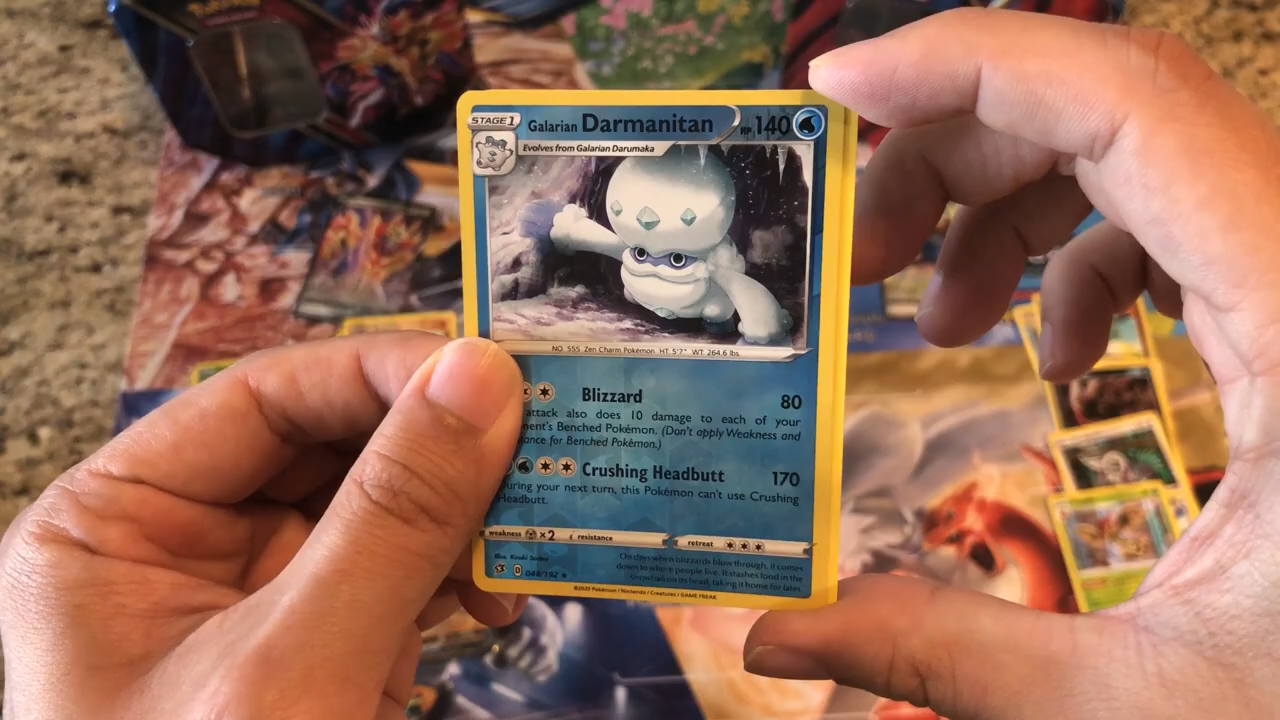 STAGE 1
Galarian Darmanitan
HP 140
Evolves from Galarian Darumaka
NO. 555 Zen Charm Pokémon HT: 5'7" WT: 264.6 lbs.
Blizzard 80
attack also does 10 damage to each of your
nent's Benched Pokémon. (Don't apply Weakness and
tance for Benched Pokémon.)
Crushing Headbutt 170
During your next turn, this Pokémon can't use Crushing
Headbutt.
weakness ×2 resistance retreat
Illus. Kouki Saitou
D 048/192 ★
On days when blizzards blow through, it comes
down to where people live. It stashes food in the
snowball on its head, taking it home for later.
©2020 Pokémon / Nintendo / Creatures / GAME FREAK